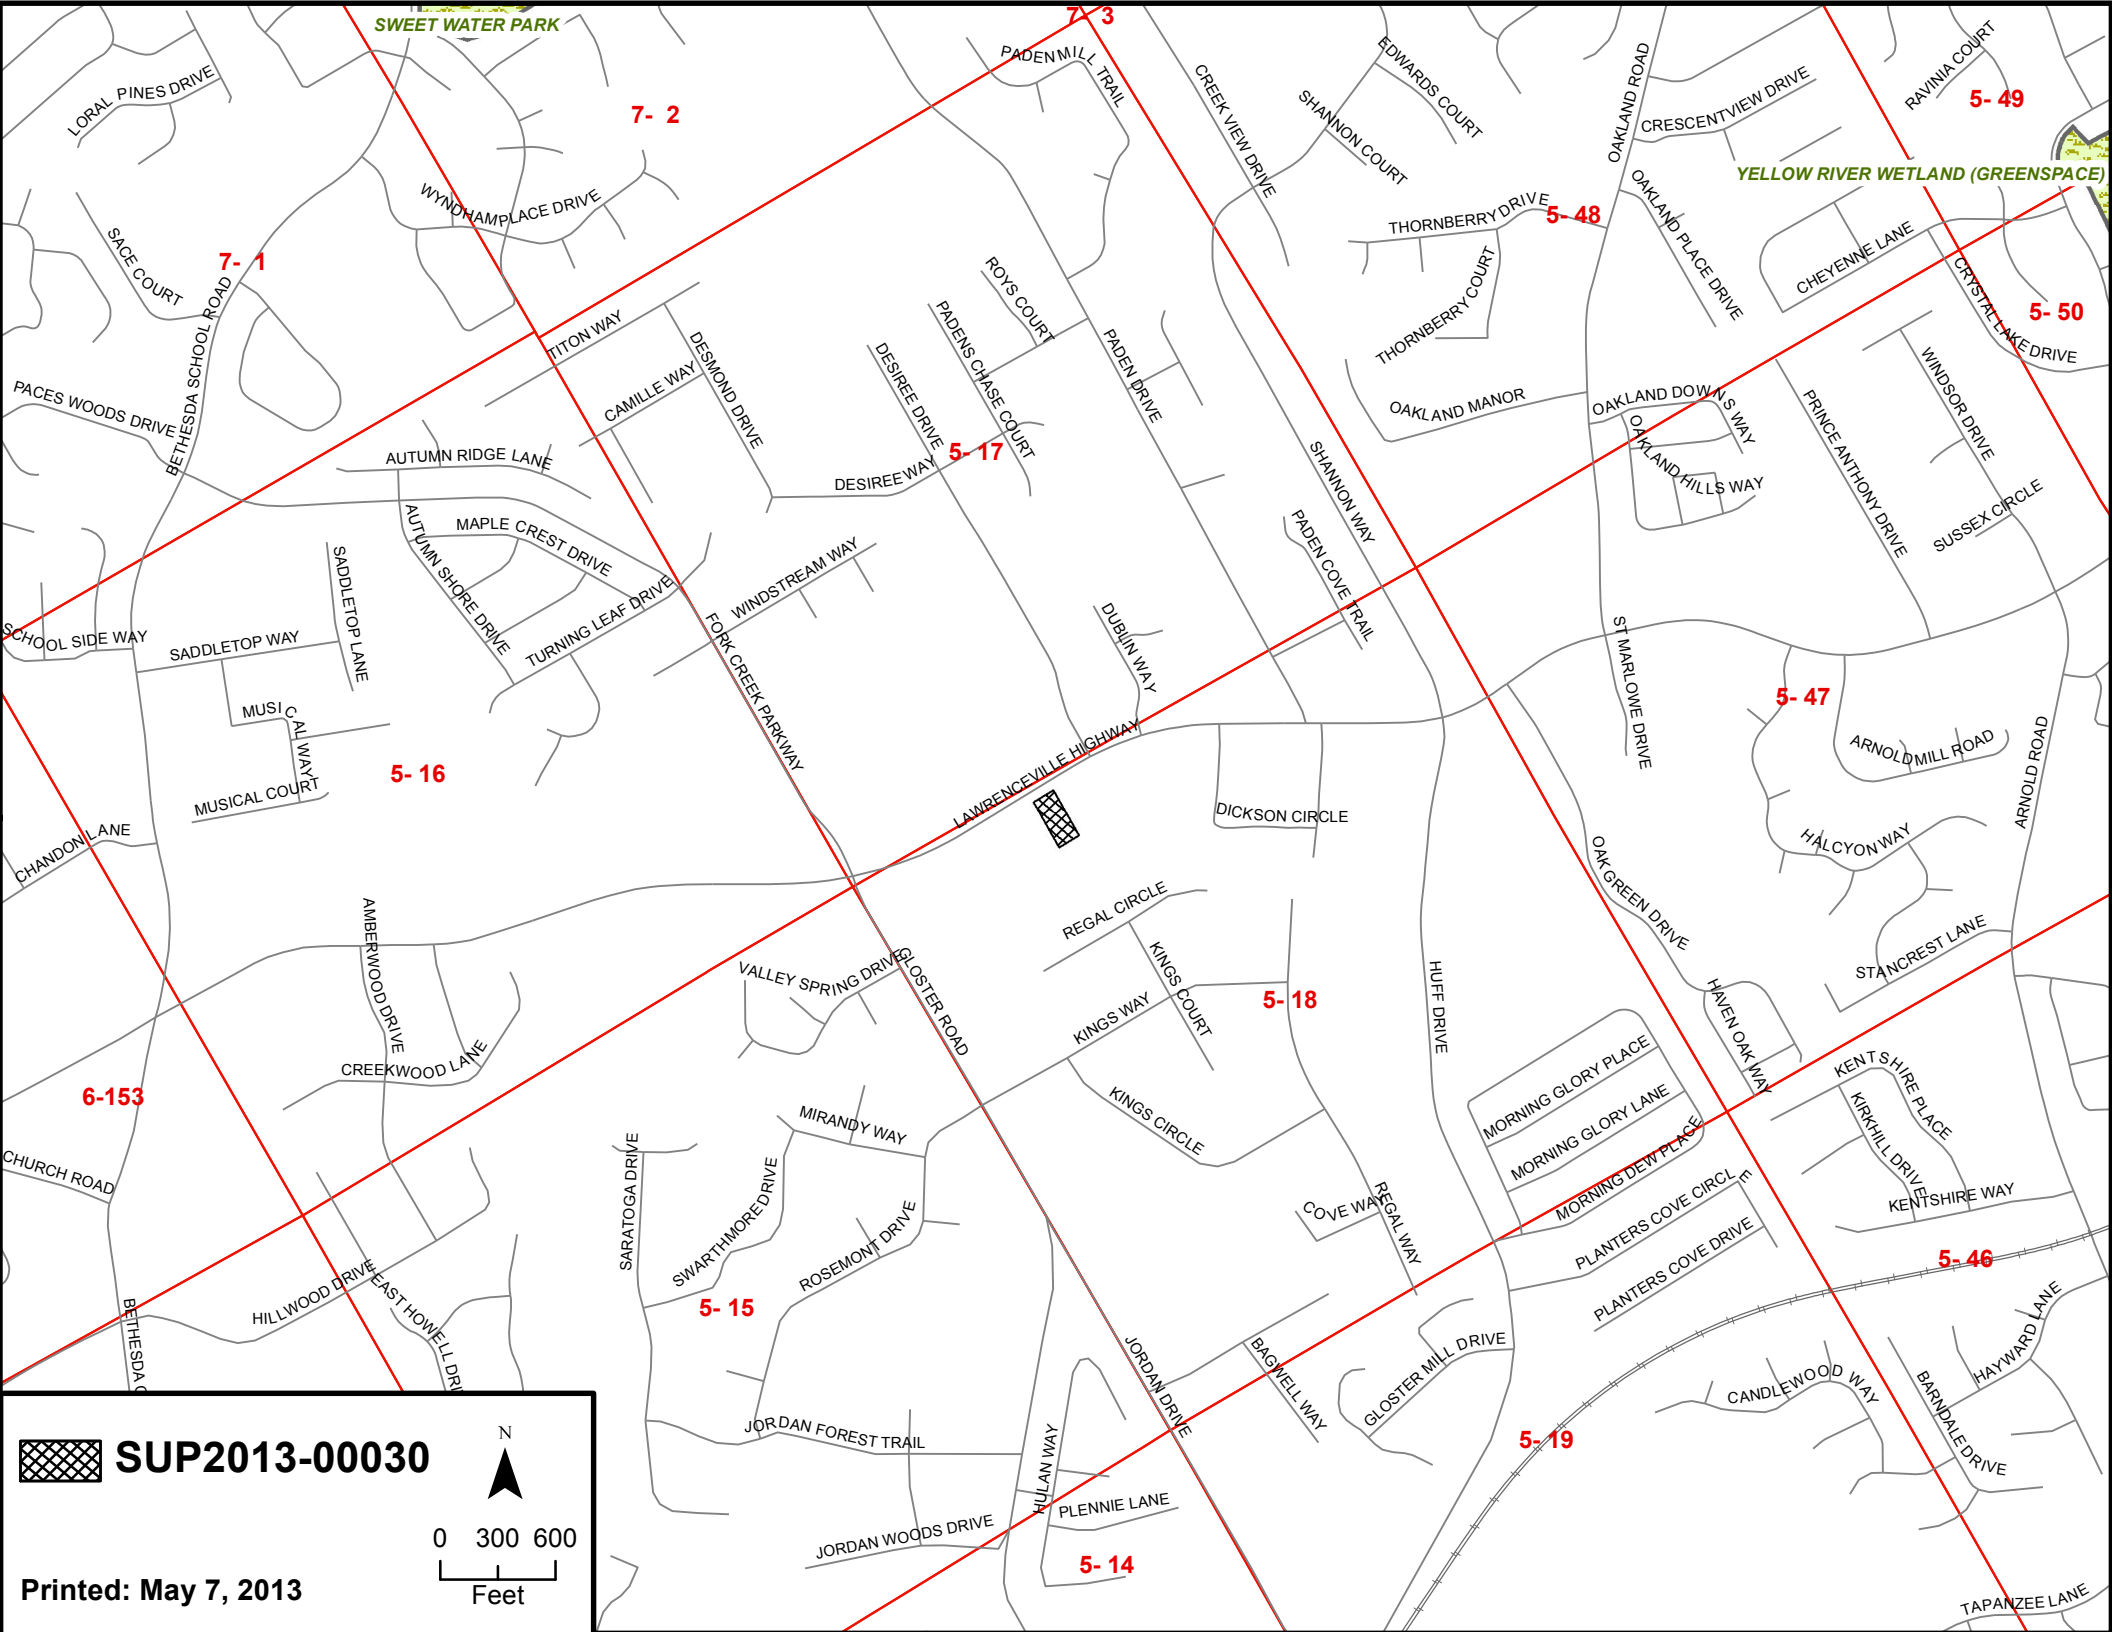 SWEET WATER PARK
7- 3
PADEN MILL TRAIL
LORAL PINES DRIVE
7- 2
CREEK VIEW DRIVE
EDWARDS COURT
SHANNON COURT
OAKLAND ROAD
CRESCENTVIEW DRIVE
RAVINIA COURT
5- 49
YELLOW RIVER WETLAND (GREENSPACE)
WYNDHAM PLACE DRIVE
SACE COURT
7- 1
BETHESDA SCHOOL ROAD
THORNBERRY DRIVE
5- 48
OAKLAND PLACE DRIVE
THORNBERRY COURT
CHEYENNE LANE
CRYSTAL LAKE DRIVE
5- 50
TITON WAY
CAMILLE WAY
DESMOND DRIVE
DESIREE DRIVE
PADENS CHASE COURT
ROYS COURT
PADEN DRIVE
PACES WOODS DRIVE
AUTUMN RIDGE LANE
DESIREE WAY
5- 17
SHANNON WAY
OAKLAND MANOR
OAKLAND DOWNS WAY
OAKLAND HILLS WAY
PRINCE ANTHONY DRIVE
WINDSOR DRIVE
SUSSEX CIRCLE
MAPLE CREST DRIVE
AUTUMN SHORE DRIVE
TURNING LEAF DRIVE
WINDSTREAM WAY
PADEN COVE TRAIL
SADDLETOP LANE
SCHOOL SIDE WAY
SADDLETOP WAY
FORK CREEK PARKWAY
DUBLIN WAY
ST MARLOWE DRIVE
5- 47
MUSICAL WAY
MUSICAL COURT
5- 16
LAWRENCEVILLE HIGHWAY
ARNOLD MILL ROAD
ARNOLD ROAD
CHANDON LANE
DICKSON CIRCLE
HALCYON WAY
OAK GREEN DRIVE
AMBERWOOD DRIVE
REGAL CIRCLE
KINGS COURT
STANCREST LANE
VALLEY SPRING DRIVE
GLOSTER ROAD
KINGS WAY
5- 18
HUFF DRIVE
HAVEN OAK WAY
CREEKWOOD LANE
6-153
MORNING GLORY PLACE
MORNING GLORY LANE
MORNING DEW PLACE
KENTSHIRE PLACE
KIRKHILL DRIVE
KENTSHIRE WAY
KINGS CIRCLE
MIRANDY WAY
CHURCH ROAD
SARATOGA DRIVE
SWARTHMORE DRIVE
ROSEMONT DRIVE
COVE WAY
REGAL WAY
PLANTERS COVE CIRCLE
PLANTERS COVE DRIVE
5- 46
HILLWOOD DRIVE
EAST HOWELL DRI
BETHESDA C
5- 15
JORDAN DRIVE
BAGWELL WAY
GLOSTER MILL DRIVE
HAYWARD LANE
CANDLEWOOD WAY
BARNDALE DRIVE
5- 19
JORDAN FOREST TRAIL
HULAN WAY
PLENNIE LANE
JORDAN WOODS DRIVE
5- 14
TAPANZEE LANE
SUP2013-00030
N
0 300 600
Feet
Printed: May 7, 2013